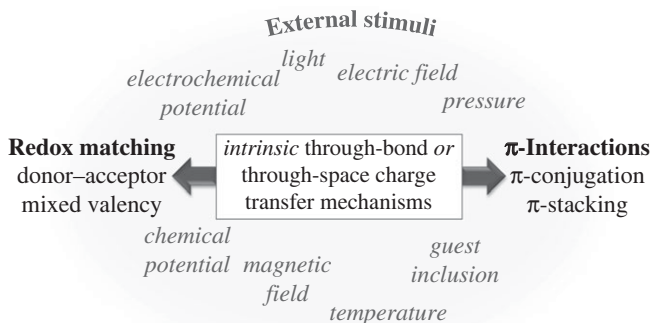 External stimuli
light
electrochemical
potential
electric field
pressure
Redox matching
donor–acceptor
mixed valency
intrinsic through-bond or
through-space charge
transfer mechanisms
π-Interactions
π-conjugation
π-stacking
chemical
potential
magnetic
field
guest
inclusion
temperature